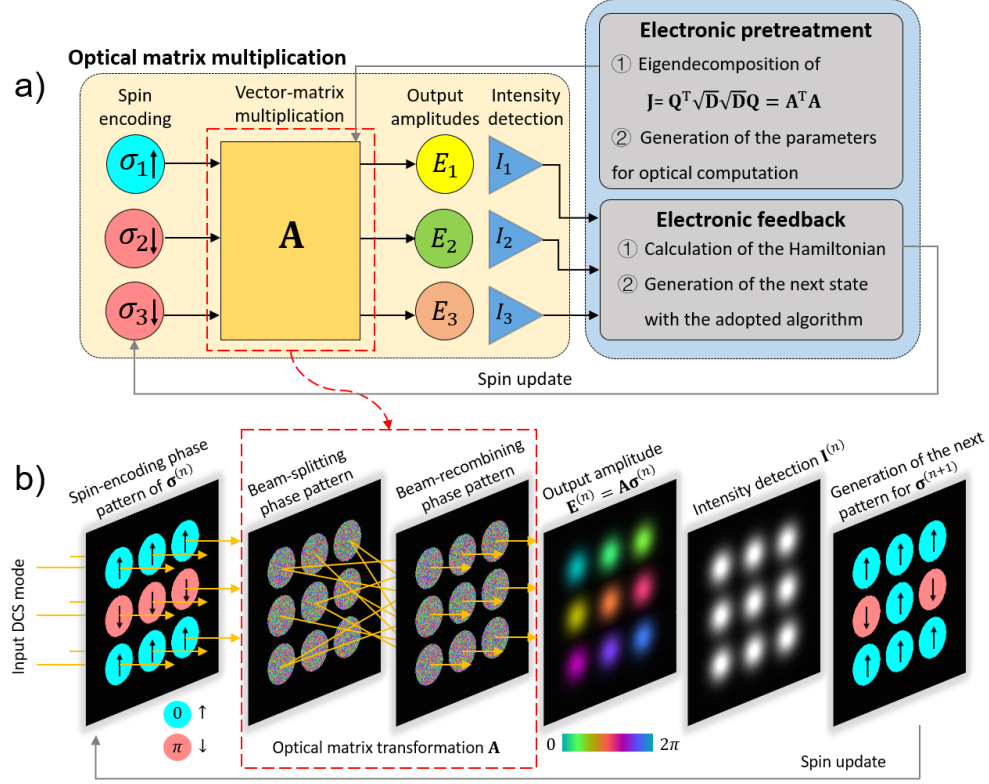 a)
Optical matrix multiplication
Spin
encoding
Vector-matrix
multiplication
Output
amplitudes
Intensity
detection
σ₁↑
σ₂↓
σ₃↓
A
E₁
E₂
E₃
I₁
I₂
I₃
Electronic pretreatment
① Eigendecomposition of
J= Qᵀ√D√DQ = AᵀA
② Generation of the parameters
for optical computation
Electronic feedback
① Calculation of the Hamiltonian
② Generation of the next state
with the adopted algorithm
Spin update
b)
Input DCS mode
Spin-encoding phase
pattern of σ⁽ⁿ⁾
Beam-splitting
phase pattern
Beam-recombining
phase pattern
Output amplitude
E⁽ⁿ⁾ = Aσ⁽ⁿ⁾
Intensity detection I⁽ⁿ⁾
Generation of the next
pattern for σ⁽ⁿ⁺¹⁾
↑ ↑ ↑
↓ ↓ ↓
↑ ↑ ↑
↑ ↑ ↑
↓ ↑ ↓
↑ ↑ ↑
0 ↑
π ↓
Optical matrix transformation A
0 2π
Spin update